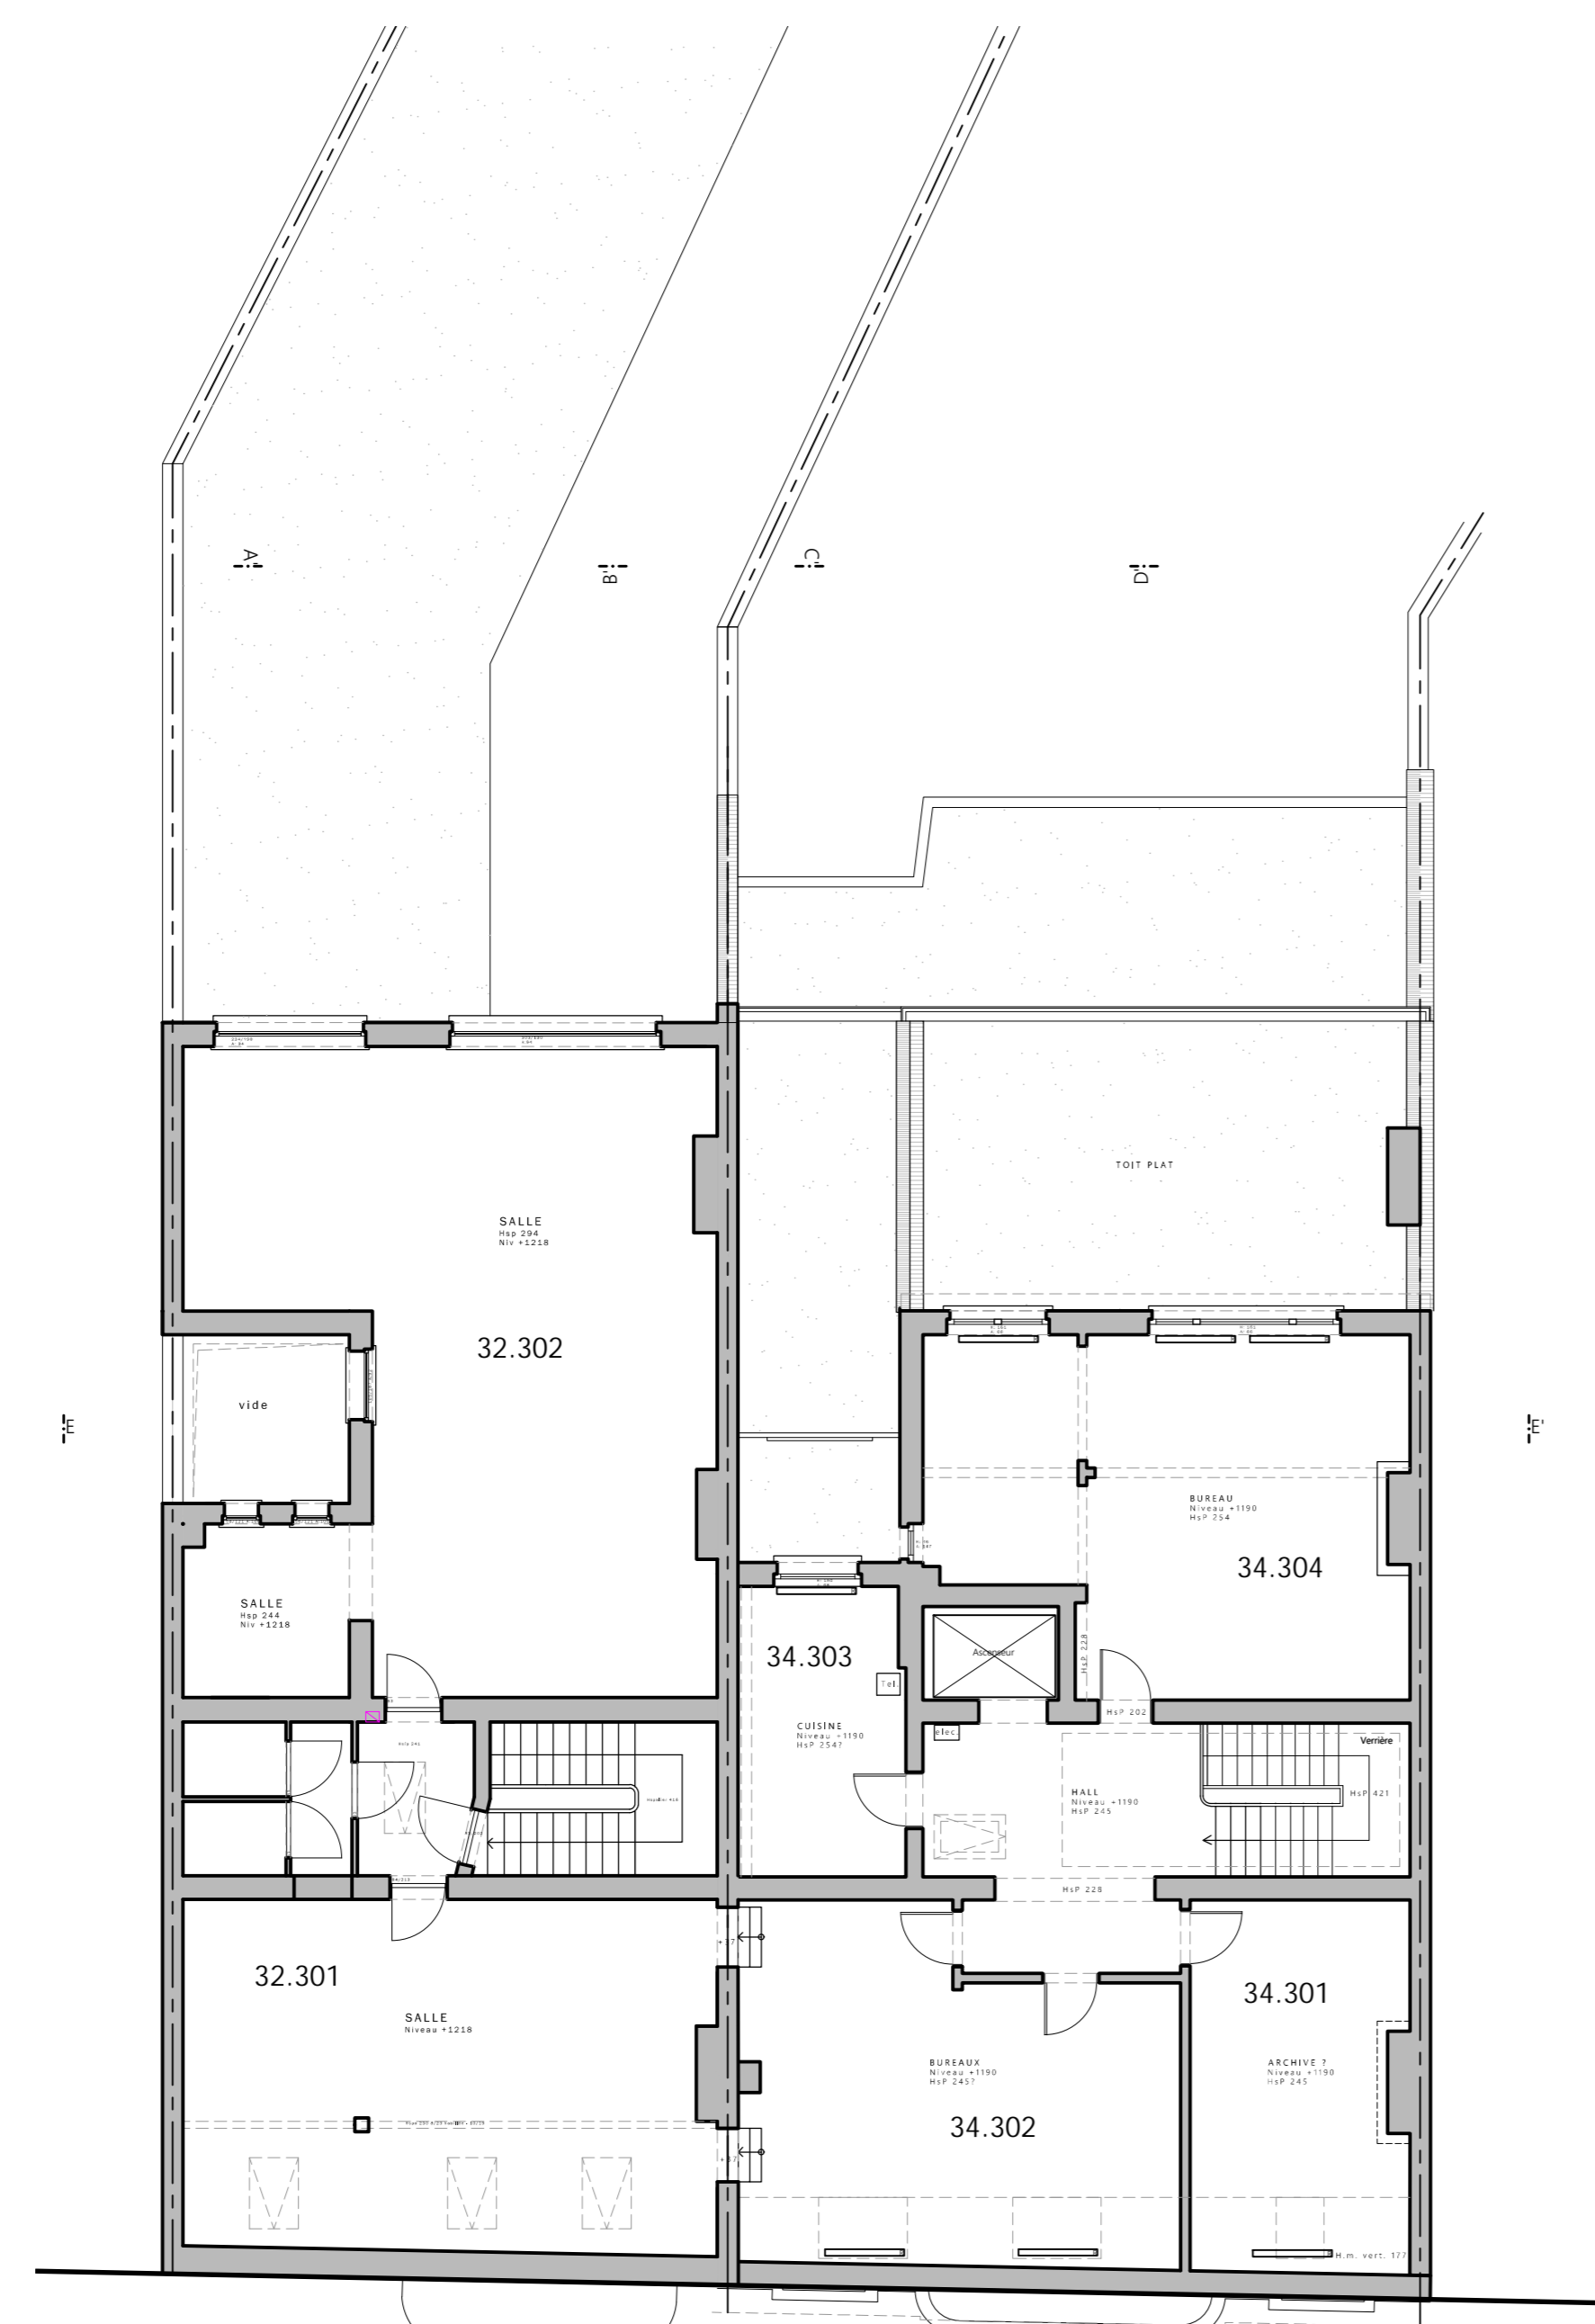 A'
B'
C'
D'
TOIT PLAT
SALLE
Hsp 294
Niv +1218
32.302
vide
E
E'
BUREAU
Niveau +1190
HsP 254
34.304
SALLE
Hsp 244
Niv +1218
34.303
Tel.
Ascenseur
HsP 228
HsP 202
CUISINE
Niveau +1190
HsP 254?
elec.
Verrière
HALL
Niveau +1190
HsP 245
HsP 421
HsP 228
+37
32.301
34.301
SALLE
Niveau +1218
BUREAUX
Niveau +1190
HsP 245?
ARCHIVE ?
Niveau +1190
HsP 245
34.302
+37
H.m. vert. 177